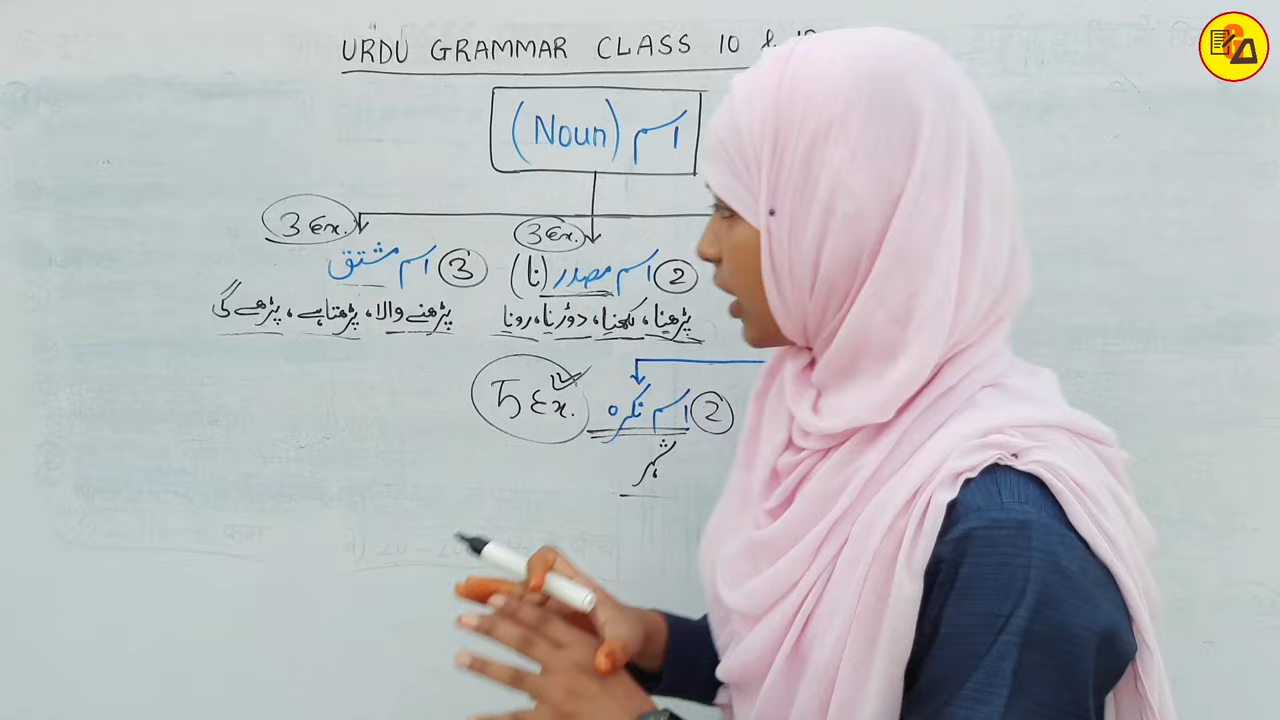 URDU GRAMMAR CLASS 10 &
اسم (Noun)
3 Ex.
3 Ex.
② اسم مصدر (نا)
③ اسم مشتق
پڑھنا، لکھنا، دوڑنا، رونا
پڑھنے والا، پڑھتا ہے، پڑھے گی
② اسم نکرہ
5 Ex.
شہر